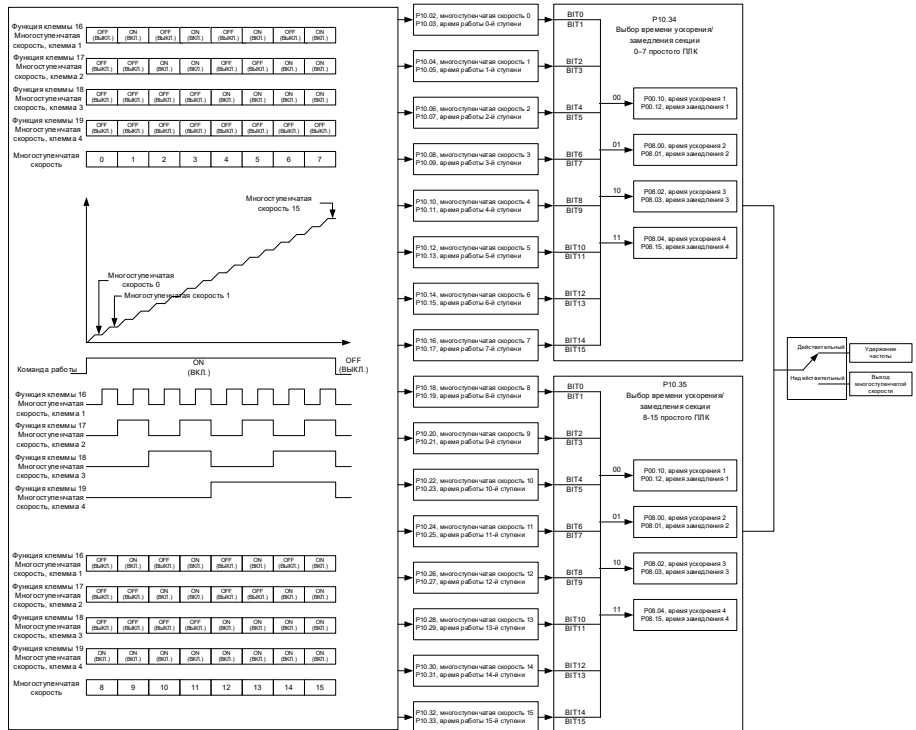 Функция клеммы 16
Многоступенчатая
скорость, клемма 1
OFF (ВЫКЛ.) ON (ВКЛ.) OFF (ВЫКЛ.) ON (ВКЛ.) OFF (ВЫКЛ.) ON (ВКЛ.) OFF (ВЫКЛ.) ON (ВКЛ.)
Функция клеммы 17
Многоступенчатая
скорость, клемма 2
OFF (ВЫКЛ.) OFF (ВЫКЛ.) ON (ВКЛ.) ON (ВКЛ.) OFF (ВЫКЛ.) OFF (ВЫКЛ.) ON (ВКЛ.) ON (ВКЛ.)
Функция клеммы 18
Многоступенчатая
скорость, клемма 3
OFF (ВЫКЛ.) OFF (ВЫКЛ.) OFF (ВЫКЛ.) OFF (ВЫКЛ.) ON (ВКЛ.) ON (ВКЛ.) ON (ВКЛ.) ON (ВКЛ.)
Функция клеммы 19
Многоступенчатая
скорость, клемма 4
OFF (ВЫКЛ.) OFF (ВЫКЛ.) OFF (ВЫКЛ.) OFF (ВЫКЛ.) OFF (ВЫКЛ.) OFF (ВЫКЛ.) OFF (ВЫКЛ.) OFF (ВЫКЛ.)
Многоступенчатая
скорость
0 1 2 3 4 5 6 7
Многоступенчатая
скорость 15
Многоступенчатая
скорость 0
Многоступенчатая скорость 1
Команда работы
ON
(ВКЛ.)
OFF
(ВЫКЛ.)
Функция клеммы 16
Многоступенчатая
скорость, клемма 1
Функция клеммы 17
Многоступенчатая
скорость, клемма 2
Функция клеммы 18
Многоступенчатая
скорость, клемма 3
Функция клеммы 19
Многоступенчатая
скорость, клемма 4
Функция клеммы 16
Многоступенчатая
скорость, клемма 1
OFF (ВЫКЛ.) ON (ВКЛ.) OFF (ВЫКЛ.) ON (ВКЛ.) OFF (ВЫКЛ.) ON (ВКЛ.) OFF (ВЫКЛ.) ON (ВКЛ.)
Функция клеммы 17
Многоступенчатая
скорость, клемма 2
OFF (ВЫКЛ.) OFF (ВЫКЛ.) ON (ВКЛ.) ON (ВКЛ.) OFF (ВЫКЛ.) OFF (ВЫКЛ.) ON (ВКЛ.) ON (ВКЛ.)
Функция клеммы 18
Многоступенчатая
скорость, клемма 3
OFF (ВЫКЛ.) OFF (ВЫКЛ.) OFF (ВЫКЛ.) OFF (ВЫКЛ.) ON (ВКЛ.) ON (ВКЛ.) ON (ВКЛ.) ON (ВКЛ.)
Функция клеммы 19
Многоступенчатая
скорость, клемма 4
ON (ВКЛ.) ON (ВКЛ.) ON (ВКЛ.) ON (ВКЛ.) ON (ВКЛ.) ON (ВКЛ.) ON (ВКЛ.) ON (ВКЛ.)
Многоступенчатая
скорость
8 9 10 11 12 13 14 15
P10.02, многоступенчатая скорость 0
P10.03, время работы 0-й ступени
BIT0
BIT1
P10.04, многоступенчатая скорость 1
P10.05, время работы 1-й ступени
BIT2
BIT3
P10.06, многоступенчатая скорость 2
P10.07, время работы 2-й ступени
BIT4
BIT5
P10.08, многоступенчатая скорость 3
P10.09, время работы 3-й ступени
BIT6
BIT7
P10.10, многоступенчатая скорость 4
P10.11, время работы 4-й ступени
BIT8
BIT9
P10.12, многоступенчатая скорость 5
P10.13, время работы 5-й ступени
BIT10
BIT11
P10.14, многоступенчатая скорость 6
P10.15, время работы 6-й ступени
BIT12
BIT13
P10.16, многоступенчатая скорость 7
P10.17, время работы 7-й ступени
BIT14
BIT15
P10.18, многоступенчатая скорость 8
P10.19, время работы 8-й ступени
BIT0
BIT1
P10.20, многоступенчатая скорость 9
P10.21, время работы 9-й ступени
BIT2
BIT3
P10.22, многоступенчатая скорость 10
P10.23, время работы 10-й ступени
BIT4
BIT5
P10.24, многоступенчатая скорость 11
P10.25, время работы 11-й ступени
BIT6
BIT7
P10.26, многоступенчатая скорость 12
P10.27, время работы 12-й ступени
BIT8
BIT9
P10.28, многоступенчатая скорость 13
P10.29, время работы 13-й ступени
BIT10
BIT11
P10.30, многоступенчатая скорость 14
P10.31, время работы 14-й ступени
BIT12
BIT13
P10.32, многоступенчатая скорость 15
P10.33, время работы 15-й ступени
BIT14
BIT15
P10.34
Выбор времени ускорения/
замедления секции
0–7 простого ПЛК
00
P00.10, время ускорения 1
P00.12, время замедления 1
01
P08.00, время ускорения 2
P08.01, время замедления 2
10
P08.02, время ускорения 3
P08.03, время замедления 3
11
P08.04, время ускорения 4
P08.15, время замедления 4
P10.35
Выбор времени ускорения/
замедления секции
8-15 простого ПЛК
00
P00.10, время ускорения 1
P00.12, время замедления 1
01
P08.00, время ускорения 2
P08.01, время замедления 2
10
P08.02, время ускорения 3
P08.03, время замедления 3
11
P08.04, время ускорения 4
P08.15, время замедления 4
Действительный
Удержание
частоты
Недействительный
Выход
многоступенчатой
скорости